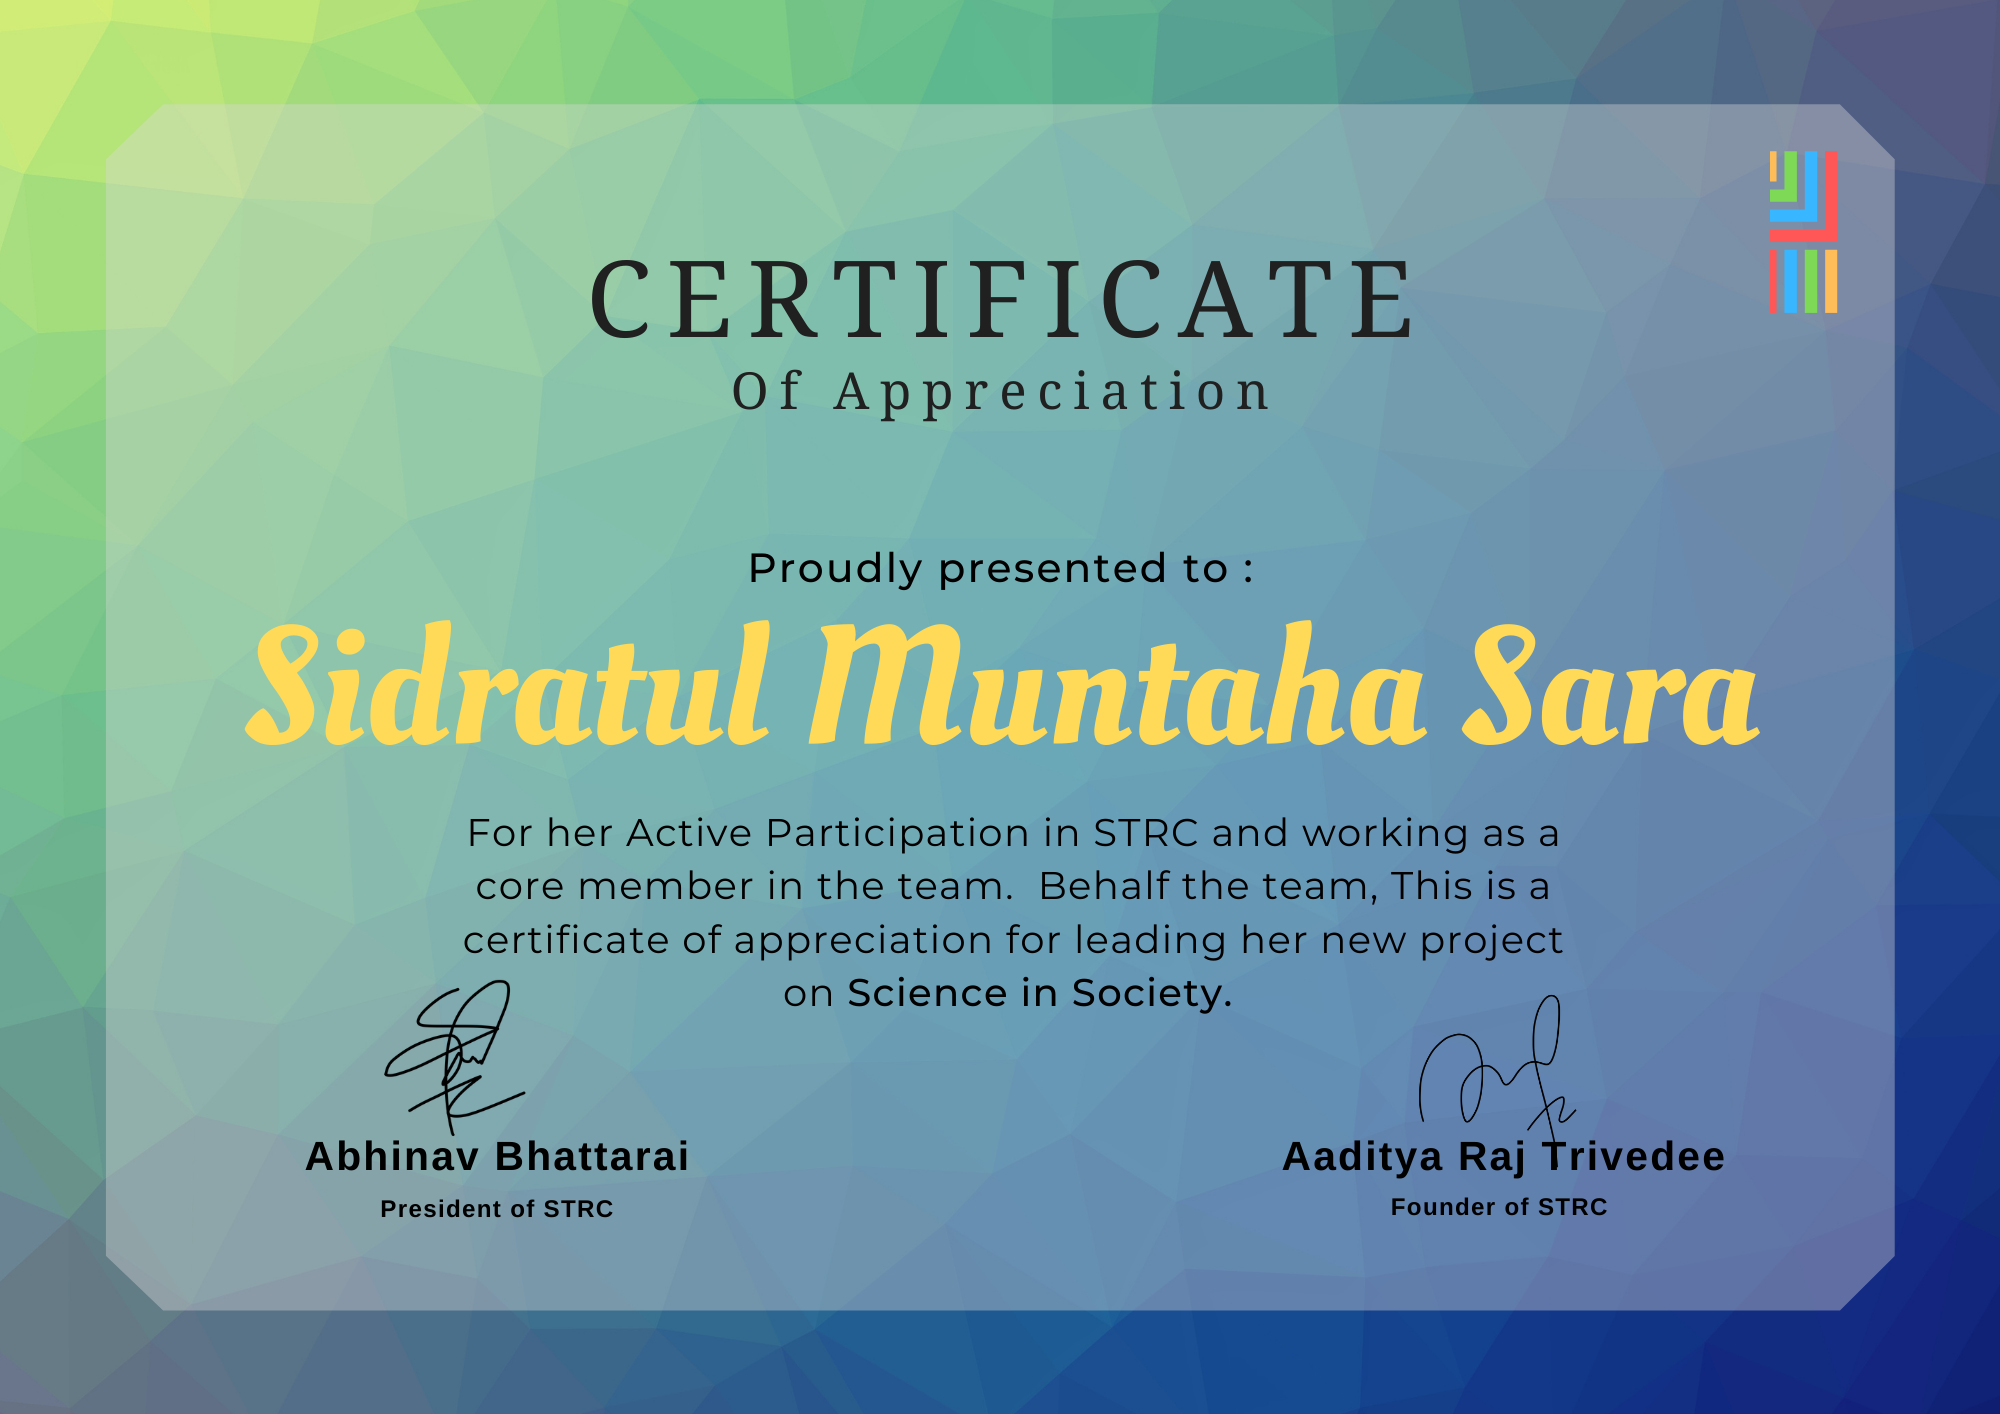 CERTIFICATE
Of Appreciation
Proudly presented to :
Sidratul Muntaha Sara
For her Active Participation in STRC and working as a
core member in the team.  Behalf the team, This is a
certificate of appreciation for leading her new project
on Science in Society.
Abhinav Bhattarai
President of STRC
Aaditya Raj Trivedee
Founder of STRC